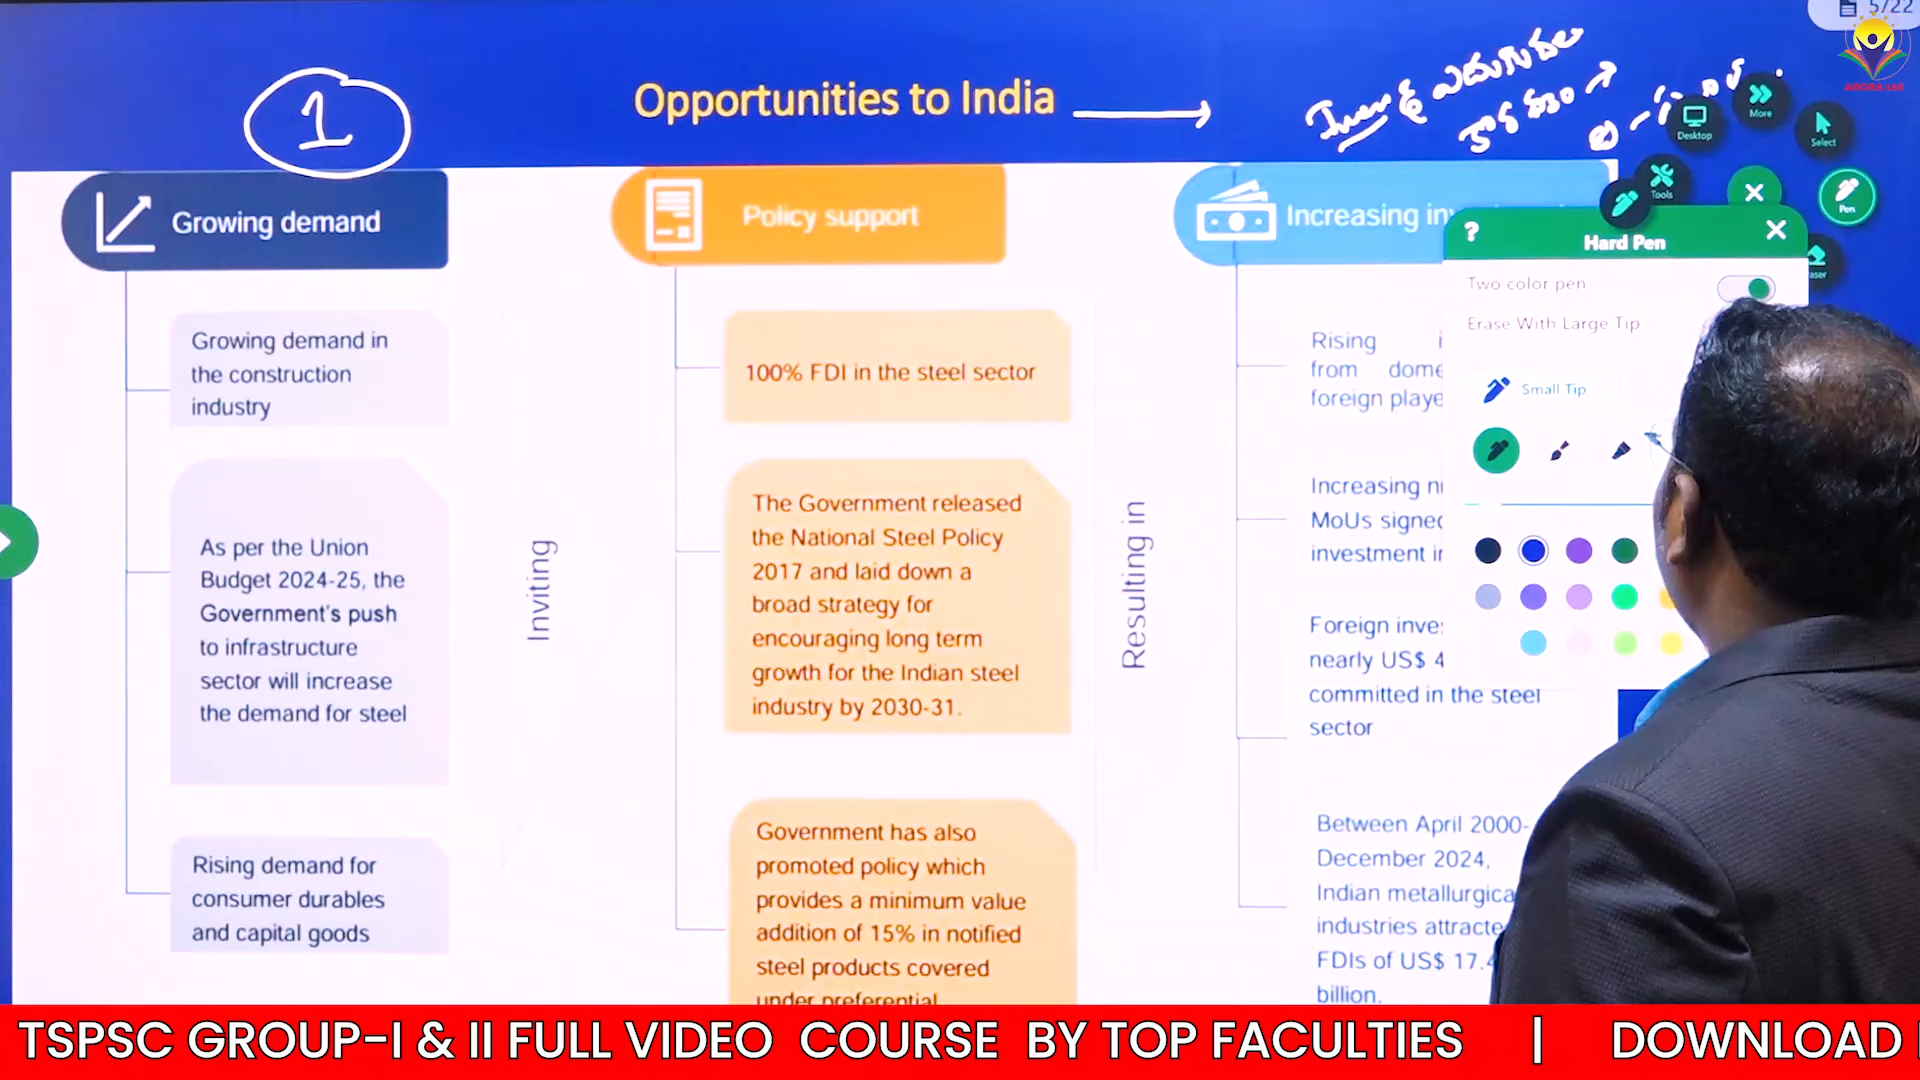 5/22
1
Opportunities to India
More
Desktop
Select
Tools
Pen
Growing demand
Policy support
Increasing
?
Hard Pen
Two color pen
Erase With Large Tip
Small Tip
Growing demand in
the construction
industry
As per the Union
Budget 2024-25, the
Government's push
to infrastructure
sector will increase
the demand for steel
Rising demand for
consumer durables
and capital goods
Inviting
100% FDI in the steel sector
The Government released
the National Steel Policy
2017 and laid down a
broad strategy for
encouraging long term
growth for the Indian steel
industry by 2030-31.
Government has also
promoted policy which
provides a minimum value
addition of 15% in notified
steel products covered
under preferential
Resulting in
Rising
from
foreign
Increasing
MoUs signed
investment
Foreign
nearly US$ 4
committed in the steel
sector
Between April 2000-
December 2024,
Indian
industries
FDIs of US$ 17.4
billion.
TSPSC GROUP-I & II FULL VIDEO COURSE BY TOP FACULTIES | DOWNLOAD